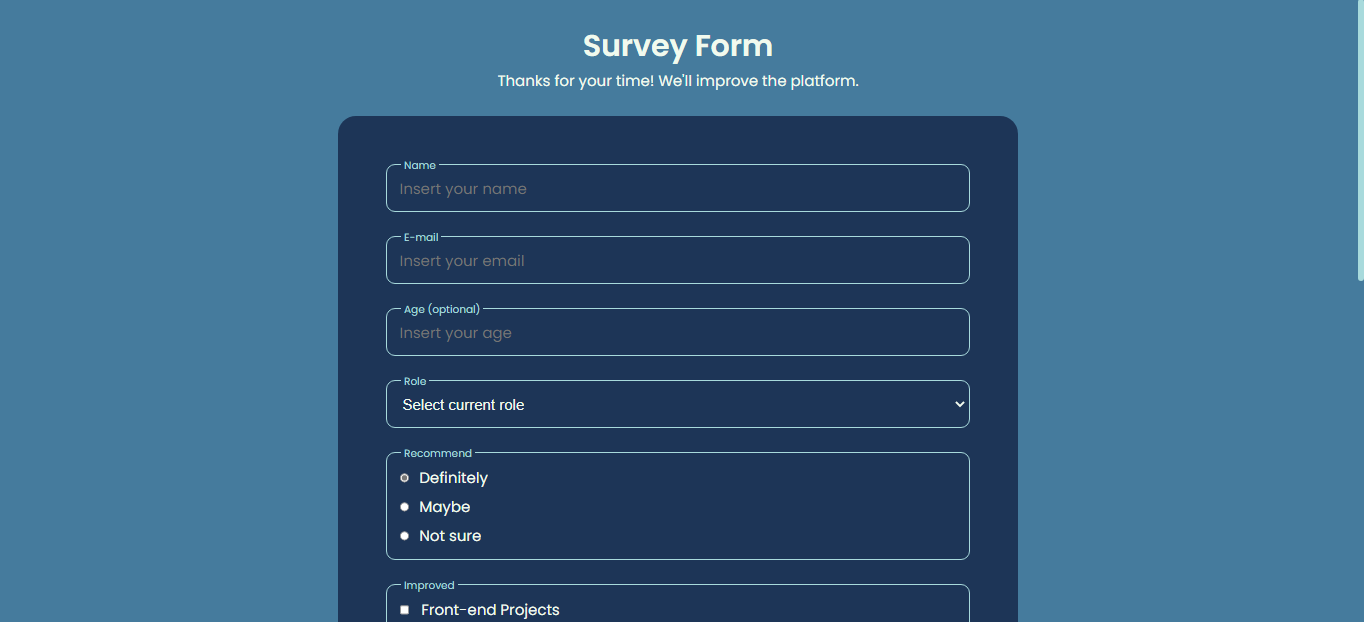 Survey Form
Thanks for your time! We'll improve the platform.
Name
Insert your name
E-mail
Insert your email
Age (optional)
Insert your age
Role
Select current role
Recommend
Definitely
Maybe
Not sure
Improved
Front-end Projects